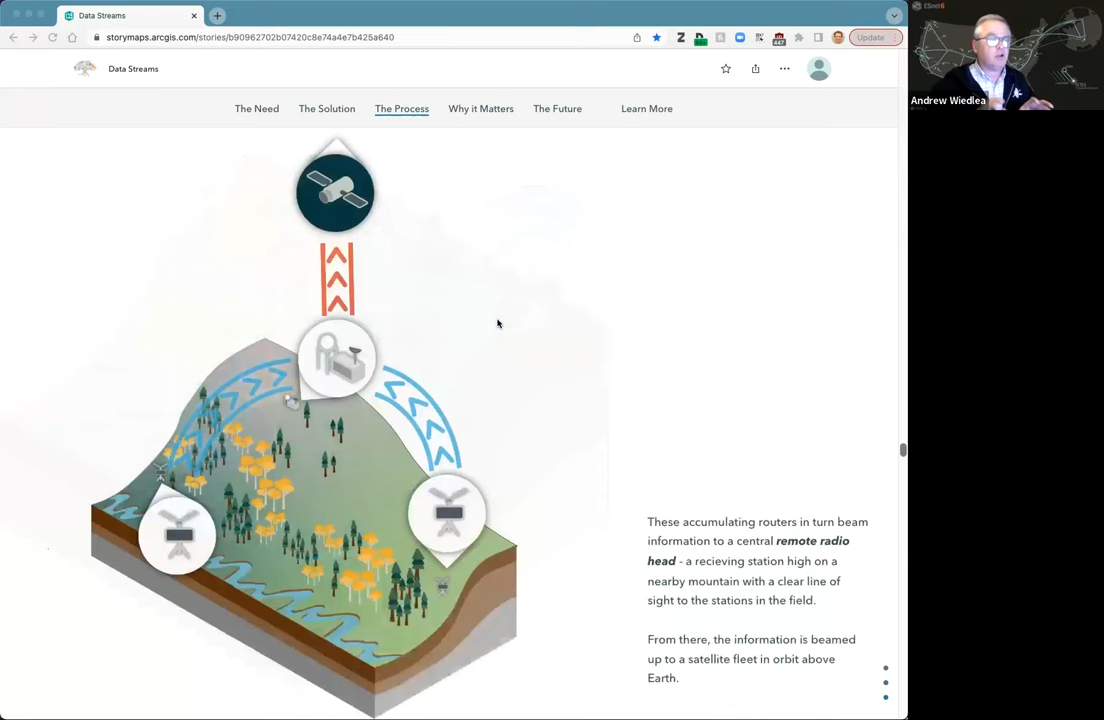 Data Streams
storymaps.arcgis.com/stories/b90962702b07420c8e74a4e7b425a640
447
Update
ESnet6
Data Streams
Andrew Wiedlea
The Need The Solution The Process Why it Matters The Future Learn More
These accumulating routers in turn beam
information to a central remote radio
head - a recieving station high on a
nearby mountain with a clear line of
sight to the stations in the field.
From there, the information is beamed
up to a satellite fleet in orbit above
Earth.